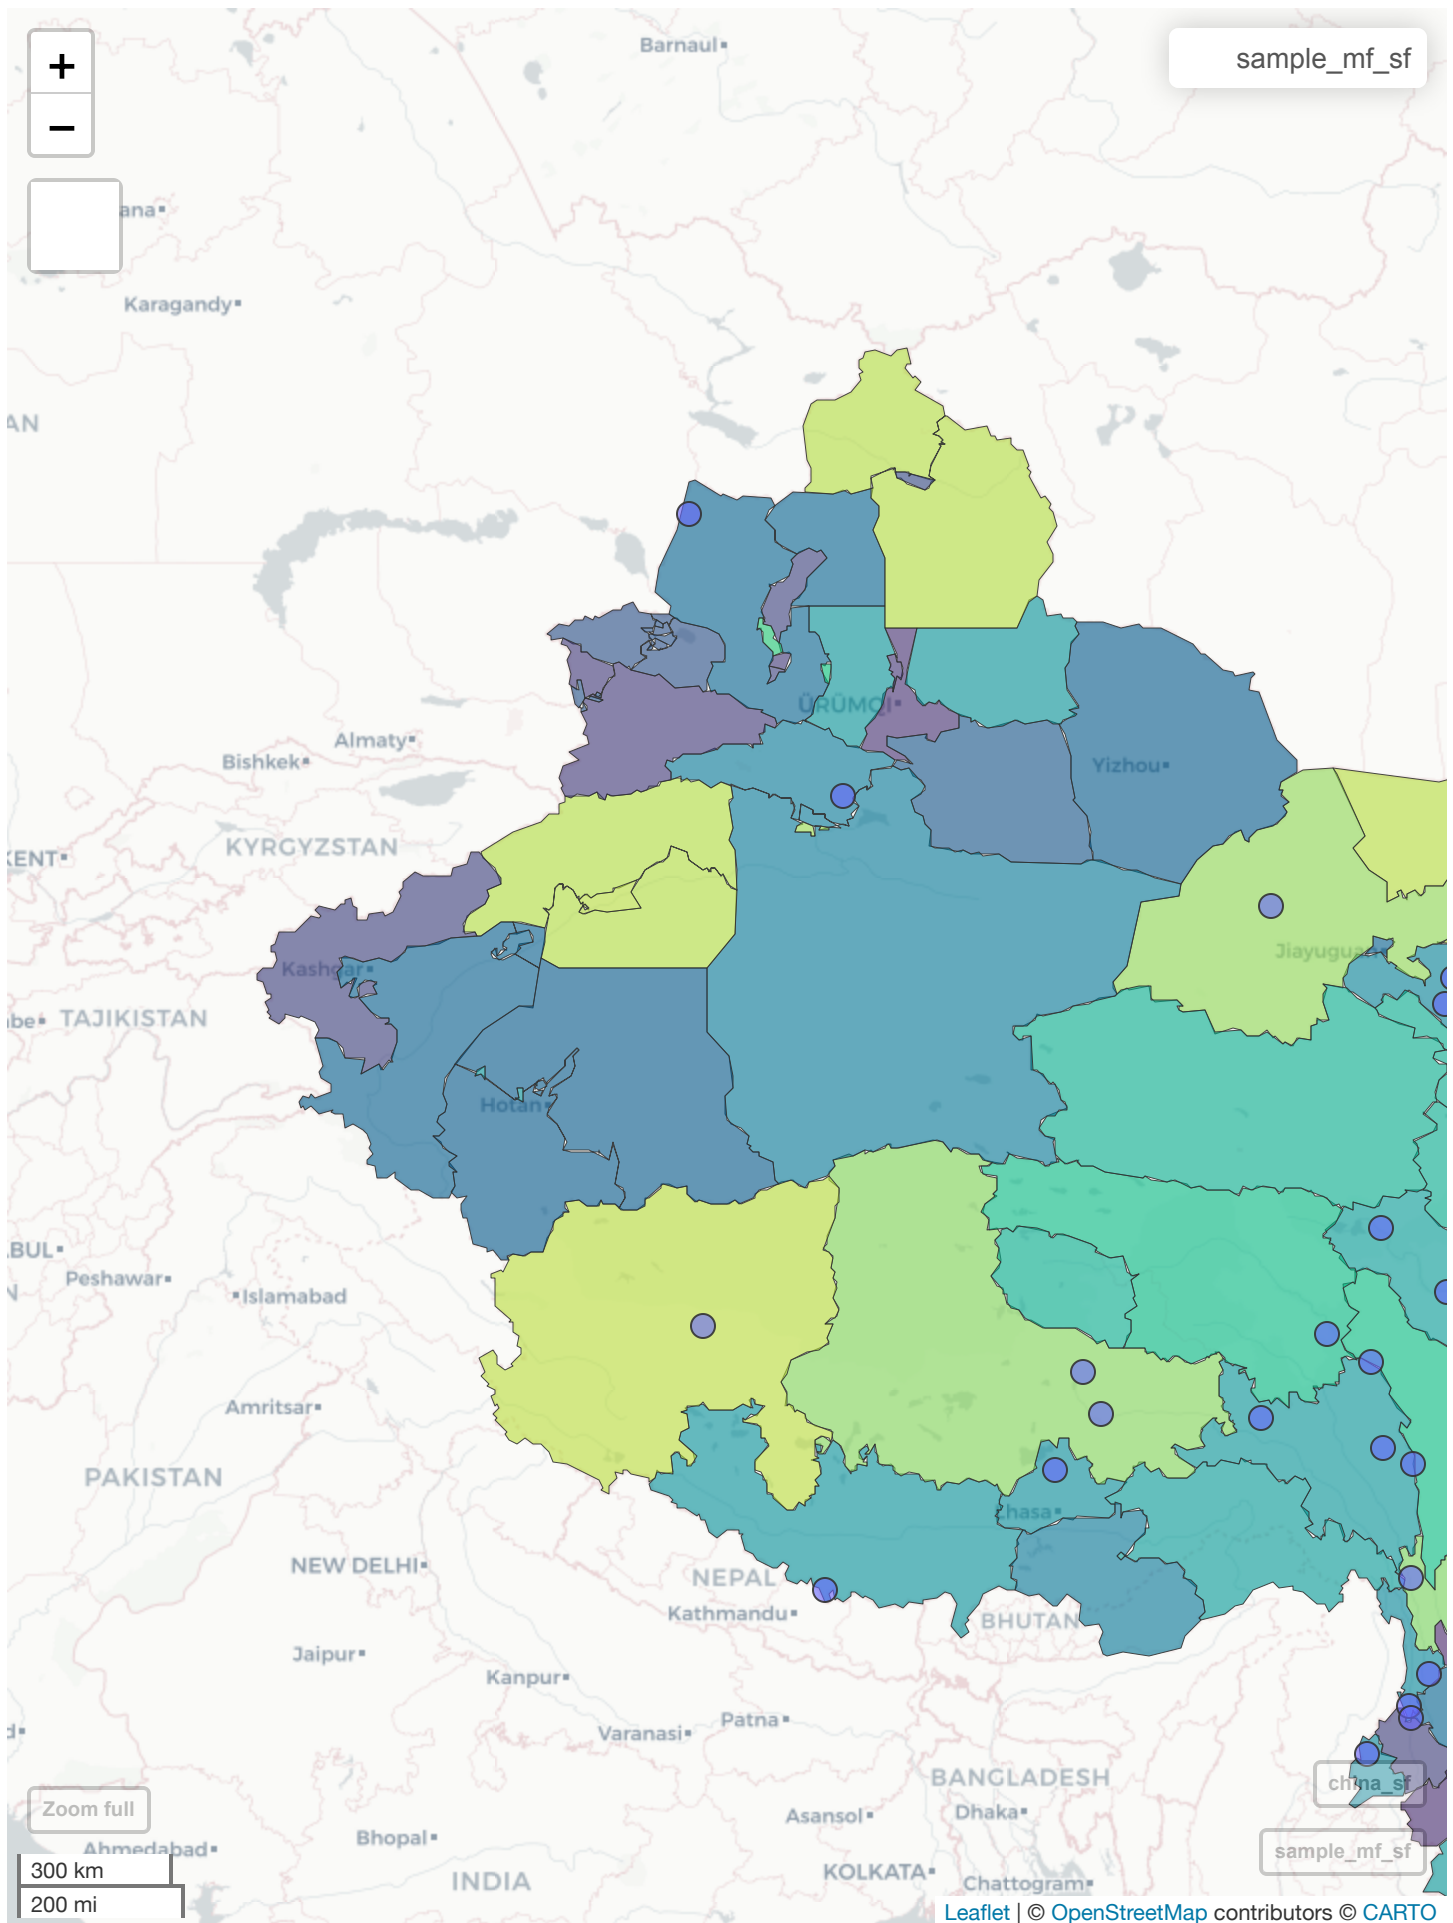 +
−
Barnaul
sample_mf_sf
ana
Karagandy
AN
ÜRÜMQI
Almaty
Bishkek
Yizhou
KYRGYZSTAN
KENT
Jiayuguan
Kashgar
be
TAJIKISTAN
Hotan
BUL
Peshawar
N
Islamabad
Amritsar
PAKISTAN
Lhasa
NEW DELHI
NEPAL
Kathmandu
BHUTAN
Jaipur
Kanpur
Patna
d
Varanasi
BANGLADESH
china_sf
Zoom full
Asansol
Dhaka
Bhopal
Ahmedabad
sample_mf_sf
300 km
INDIA
KOLKATA
Chattogram
200 mi
Leaflet | © OpenStreetMap contributors © CARTO